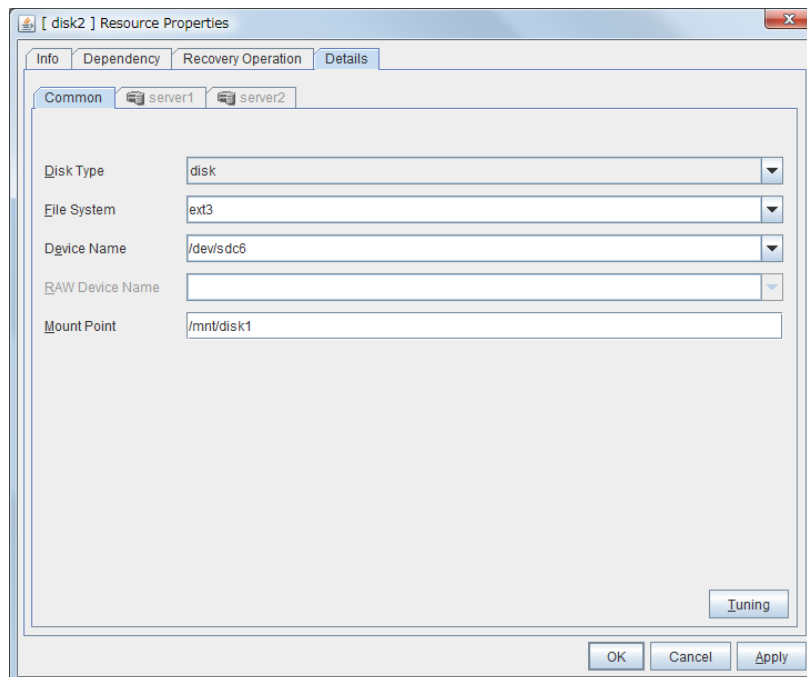 [ disk2 ] Resource Properties
Info Dependency Recovery Operation Details
Common server1 server2
Disk Type disk
File System ext3
Device Name /dev/sdc6
RAW Device Name
Mount Point /mnt/disk1
Tuning
OK Cancel Apply